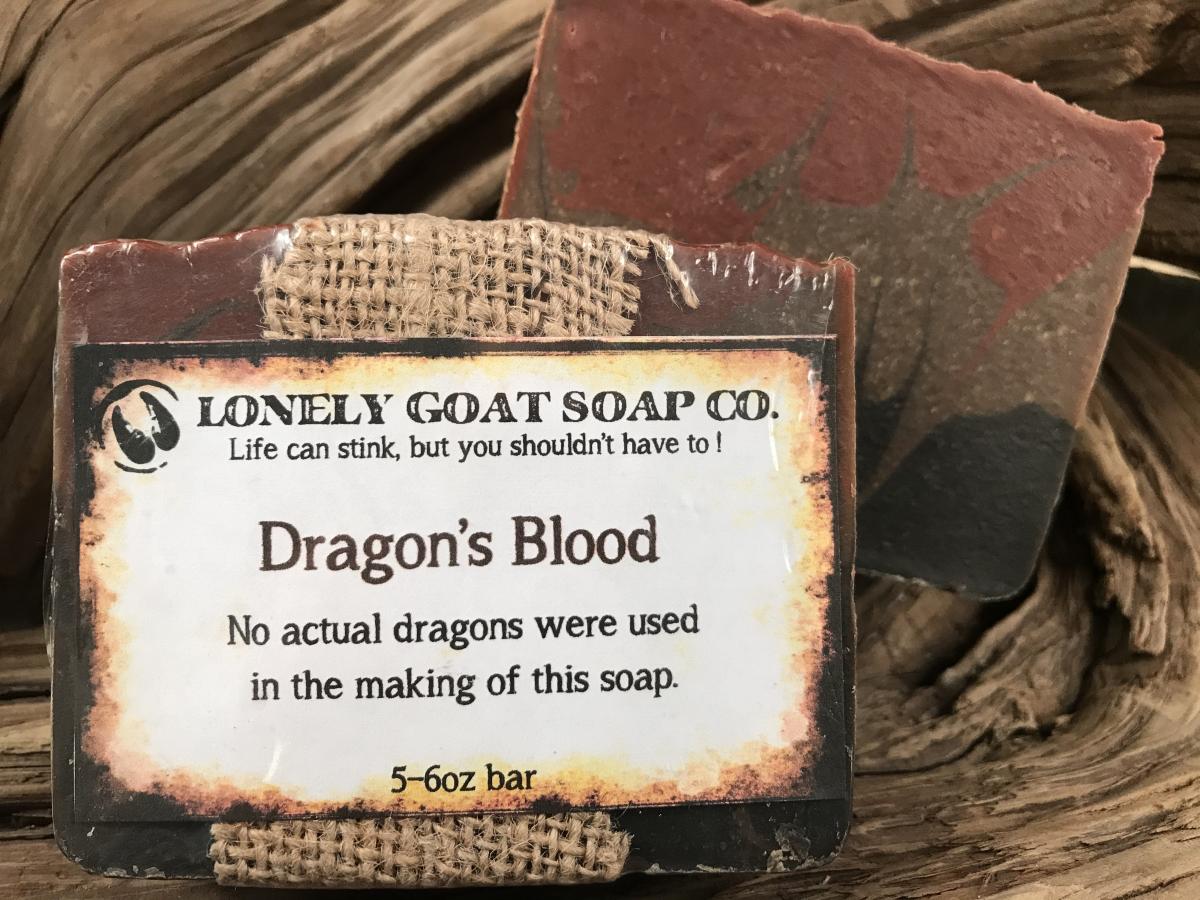 LONELY GOAT SOAP CO.
Life can stink, but you shouldn't have to !
Dragon's Blood
No actual dragons were used
in the making of this soap.
5-6oz bar